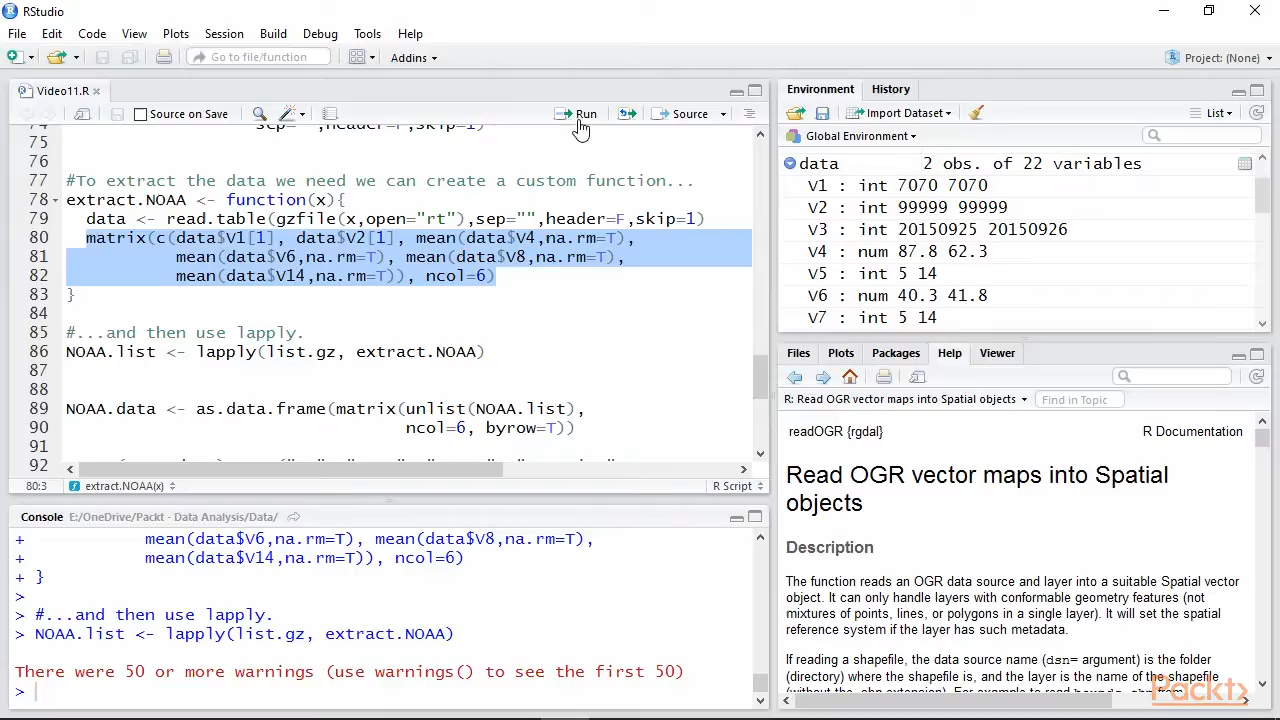 RStudio
File Edit Code View Plots Session Build Debug Tools Help
Go to file/function Addins Project: (None)
Video11.R
Source on Save Run Source
75
76
77 #To extract the data we need we can create a custom function...
78 extract.NOAA <- function(x){
79 data <- read.table(gzfile(x,open="rt"),sep="",header=F,skip=1)
80 matrix(c(data$V1[1], data$V2[1], mean(data$V4,na.rm=T),
81 mean(data$V6,na.rm=T), mean(data$V8,na.rm=T),
82 mean(data$V14,na.rm=T)), ncol=6)
83 }
84
85 #...and then use lapply.
86 NOAA.list <- lapply(list.gz, extract.NOAA)
87
88
89 NOAA.data <- as.data.frame(matrix(unlist(NOAA.list),
90 ncol=6, byrow=T))
91
92
80:3 extract.NOAA(x) R Script
Console E:/OneDrive/Packt - Data Analysis/Data/
+ mean(data$V6,na.rm=T), mean(data$V8,na.rm=T),
+ mean(data$V14,na.rm=T)), ncol=6)
+ }
>
> #...and then use lapply.
> NOAA.list <- lapply(list.gz, extract.NOAA)
There were 50 or more warnings (use warnings() to see the first 50)
>
Environment History
Import Dataset List
Global Environment
data 2 obs. of 22 variables
V1 : int 7070 7070
V2 : int 99999 99999
V3 : int 20150925 20150926
V4 : num 87.8 62.3
V5 : int 5 14
V6 : num 40.3 41.8
V7 : int 5 14
Files Plots Packages Help Viewer
R: Read OGR vector maps into Spatial objects Find in Topic
readOGR {rgdal} R Documentation
Read OGR vector maps into Spatial
objects
Description
The function reads an OGR data source and layer into a suitable Spatial vector
object. It can only handle layers with conformable geometry features (not
mixtures of points, lines, or polygons in a single layer). It will set the spatial
reference system if the layer has such metadata.
If reading a shapefile, the data source name (dsn= argument) is the folder
(directory) where the shapefile is, and the layer is the name of the shapefile
Packt